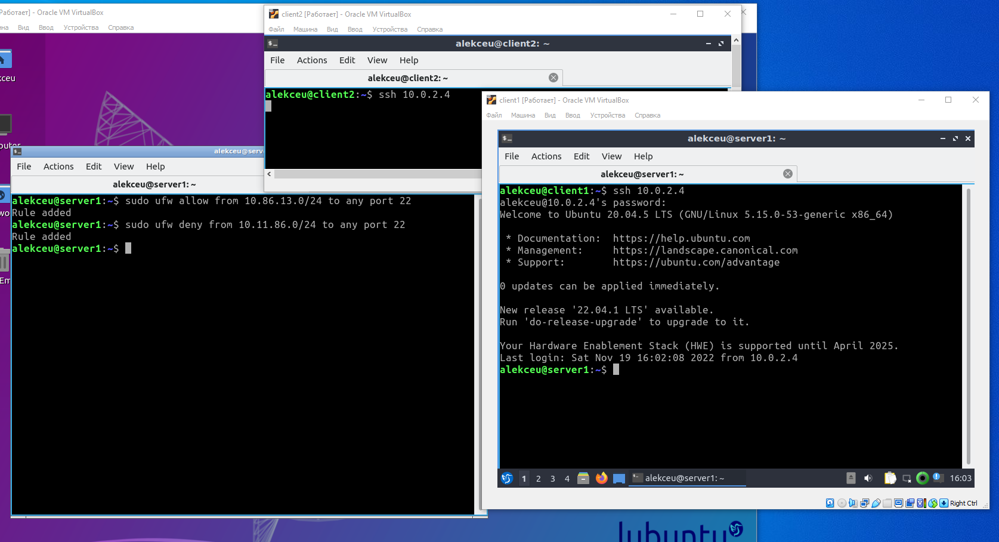 Работает] - Oracle VM VirtualBox
Вид Ввод Устройства Справка
client2 [Работает] - Oracle VM VirtualBox
Файл Машина Вид Ввод Устройства Справка
alekceu@client2: ~
File Actions Edit View Help
alekceu@client2: ~
alekceu@client2:~$ ssh 10.0.2.4
alekceu@serv
File Actions Edit View Help
alekceu@server1: ~
alekceu@server1:~$ sudo ufw allow from 10.86.13.0/24 to any port 22
Rule added
alekceu@server1:~$ sudo ufw deny from 10.11.86.0/24 to any port 22
Rule added
alekceu@server1:~$
client1 [Работает] - Oracle VM VirtualBox
Файл Машина Вид Ввод Устройства Справка
alekceu@server1: ~
File Actions Edit View Help
alekceu@server1: ~
alekceu@client1:~$ ssh 10.0.2.4
alekceu@10.0.2.4's password:
Welcome to Ubuntu 20.04.5 LTS (GNU/Linux 5.15.0-53-generic x86_64)
* Documentation: https://help.ubuntu.com
* Management: https://landscape.canonical.com
* Support: https://ubuntu.com/advantage
0 updates can be applied immediately.
New release '22.04.1 LTS' available.
Run 'do-release-upgrade' to upgrade to it.
Your Hardware Enablement Stack (HWE) is supported until April 2025.
Last login: Sat Nov 19 16:02:08 2022 from 10.0.2.4
alekceu@server1:~$
1 2 3 4 alekceu@server1: ~ 16:03
Right Ctrl
lubuntu